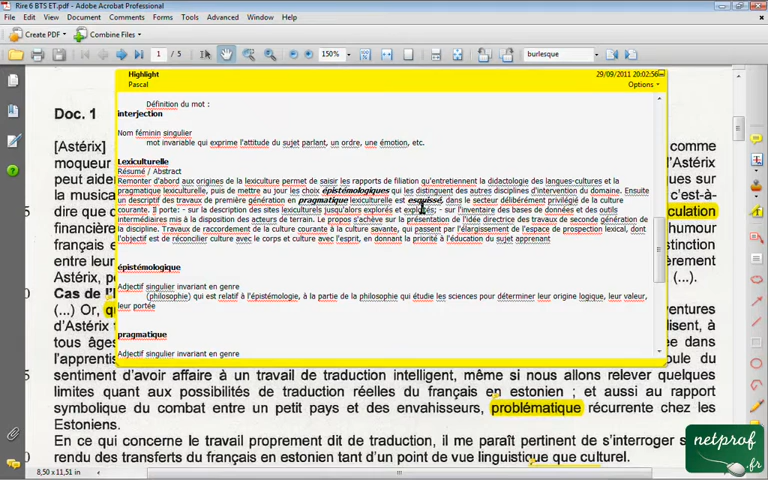 Rire 6 BTS ET.pdf - Adobe Acrobat Professional
File Edit View Document Comments Forms Tools Advanced Window Help
Create PDF Combine Files
1 / 5 150% burlesque
Highlight 29/09/2011 20:02:56
Pascal Options
Définition du mot :
interjection
Nom féminin singulier
mot invariable qui exprime l'attitude du sujet parlant, un ordre, une émotion, etc.
Lexiculturelle
Résumé / Abstract
Remonter d'abord aux origines de la lexiculture permet de saisir les rapports de filiation qu'entretiennent la didactologie des langues-cultures et la
pragmatique lexiculturelle, puis de mettre au jour les choix épistémologiques qui les distinguent des autres disciplines d'intervention du domaine. Ensuite
un descriptif des travaux de première génération en pragmatique lexiculturelle est esquissé, dans le secteur délibérément privilégié de la culture
courante. Il porte: - sur la description des sites lexiculturels jusqu'alors explorés et exploités; - sur l'inventaire des bases de données et des outils
intermédiaires mis à la disposition des acteurs de terrain. Le propos s'achève sur la présentation de l'idée directrice des travaux de seconde génération de
la discipline. Travaux de raccordement de la culture courante à la culture savante, qui passent par l'élargissement de l'espace de prospection lexical, dont
l'objectif est de réconcilier culture avec le corps et culture avec l'esprit, en donnant la priorité à l'éducation du sujet apprenant
épistémologique
Adjectif singulier invariant en genre
(philosophie) qui est relatif à l'épistémologie, à la partie de la philosophie qui étudie les sciences pour déterminer leur origine logique, leur valeur,
leur portée
pragmatique
Adjectif singulier invariant en genre
Doc. 1
[Astérix] comme
moqueur èrement
peut aider les et
la musica c'est-à-
dire que culation
financière humour
français e stinction
entre leur èrement
Astérix, p (...).
Cas de l'
(...) Or, q ventures
d'Astérix t lisent, à
tous âges ée dans
l'apprentis oule du
sentiment d'avoir affaire à un travail de traduction intelligent, même si nous allons relever quelques
limites quant aux possibilités de traduction réelles du français en estonien ; et aussi au rapport
symbolique du combat entre un petit pays et des envahisseurs, problématique récurrente chez les
Estoniens.
En ce qui concerne le travail proprement dit de traduction, il me paraît pertinent de s'interroger s
rendu des transferts du français en estonien tant d'un point de vue linguistique que culturel.
8,50 x 11,51 in
netprof
.fr